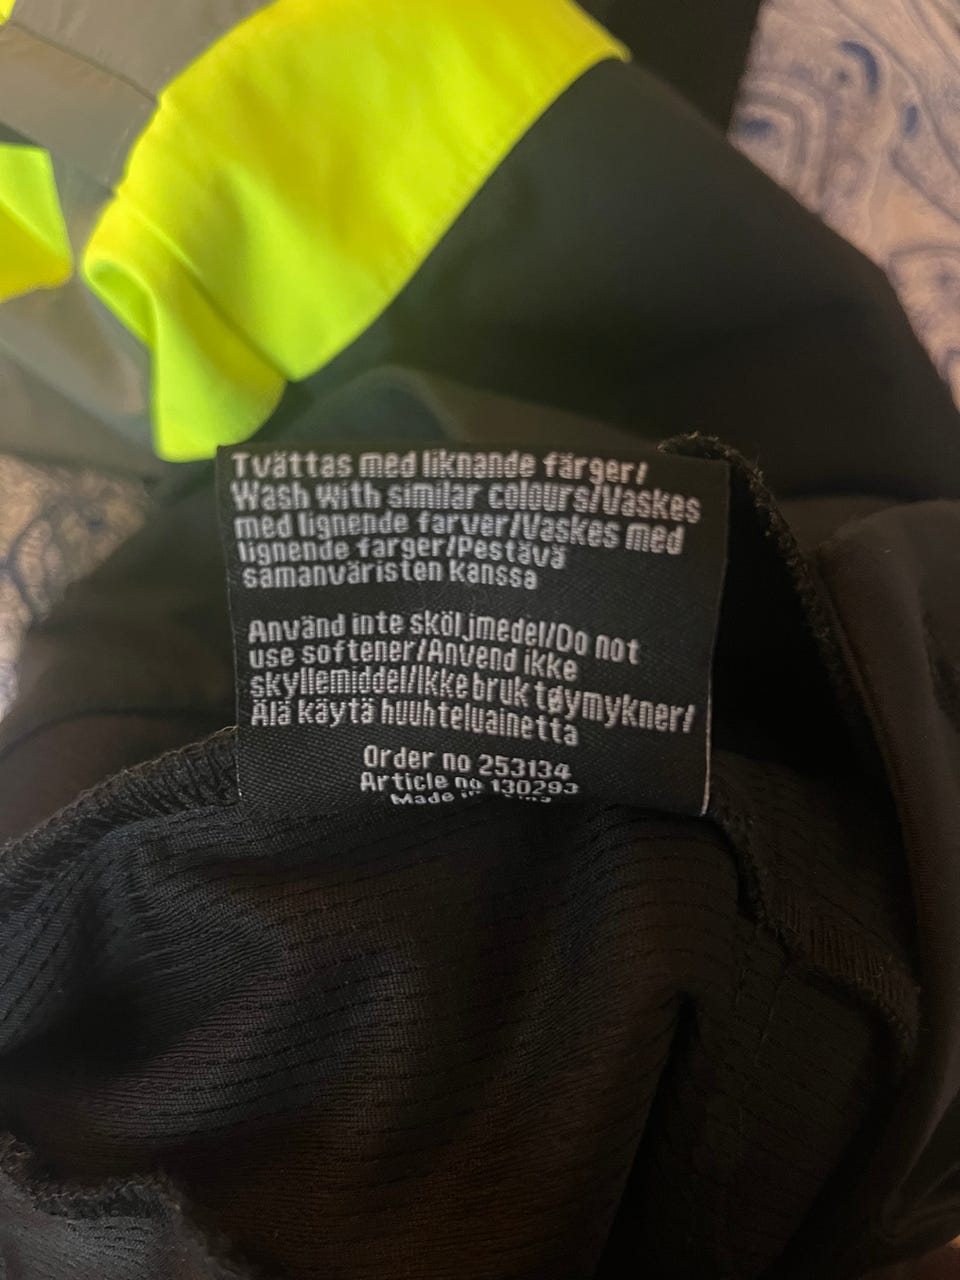 Tvättas med liknande färger/
Wash with similar colours/Vaskes
med lignende farver/Vaskes med
lignende farger/Pestävä
samanväristen kanssa
Använd inte sköljmedel/Do not
use softener/Anvend ikke
skyllemiddel/Ikke bruk tøymykner/
Älä käytä huuhteluainetta
Order no 253134
Article no 130293
Made